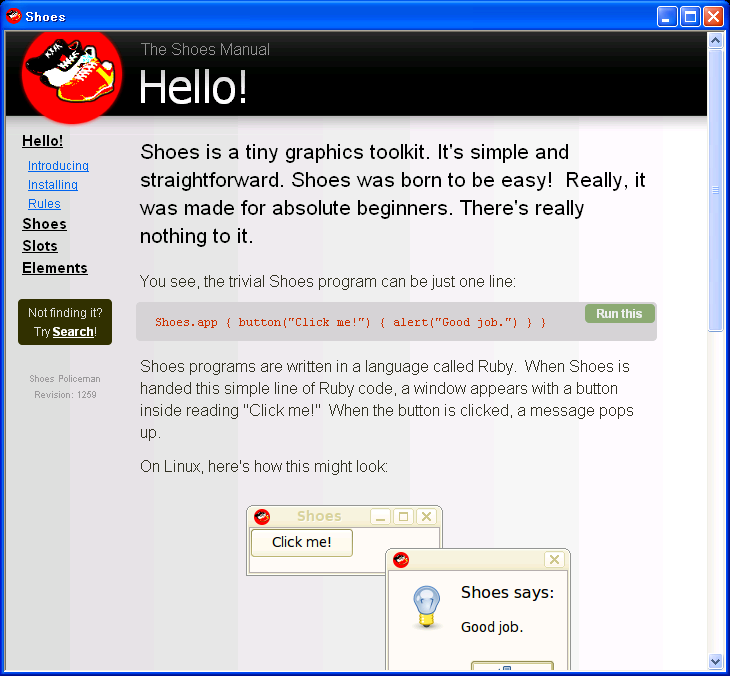 Shoes
The Shoes Manual
Hello!
Hello!
Introducing
Installing
Rules
Shoes
Slots
Elements
Not finding it?
Try Search!
Shoes Policeman
Revision: 1259
Shoes is a tiny graphics toolkit. It's simple and
straightforward. Shoes was born to be easy!  Really, it
was made for absolute beginners. There's really
nothing to it.
You see, the trivial Shoes program can be just one line:
Run this
Shoes.app { button("Click me!") { alert("Good job.") } }
Shoes programs are written in a language called Ruby.  When Shoes is
handed this simple line of Ruby code, a window appears with a button
inside reading "Click me!"  When the button is clicked, a message pops
up.
On Linux, here's how this might look:
Shoes
Click me!
Shoes says:
Good job.